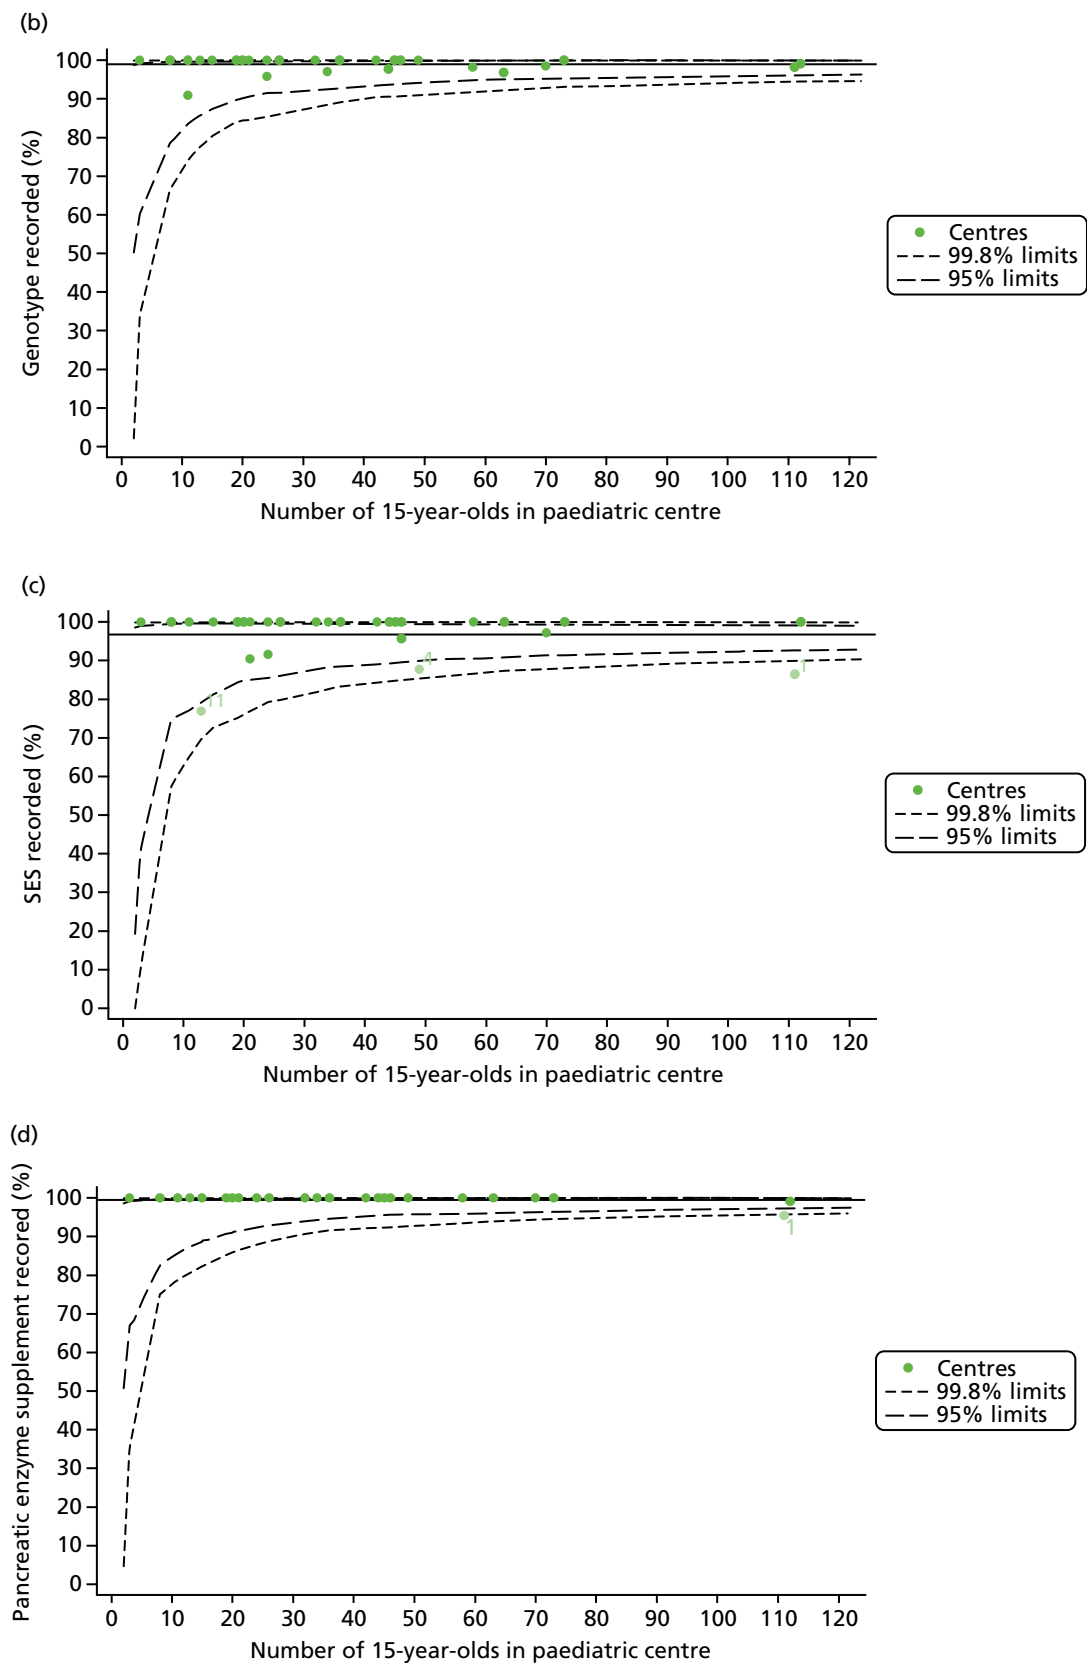 (b)
100
90
80
70
60
50
40
30
20
10
0
Genotype recorded (%)
0 10 20 30 40 50 60 70 80 90 100 110 120
Number of 15-year-olds in paediatric centre
Centres
99.8% limits
95% limits
(c)
100
90
80
70
60
50
40
30
20
10
0
SES recorded (%)
11
4
1
0 10 20 30 40 50 60 70 80 90 100 110 120
Number of 15-year-olds in paediatric centre
Centres
99.8% limits
95% limits
(d)
100
90
80
70
60
50
40
30
20
10
0
Pancreatic enzyme supplement recored (%)
1
0 10 20 30 40 50 60 70 80 90 100 110 120
Number of 15-year-olds in paediatric centre
Centres
99.8% limits
95% limits